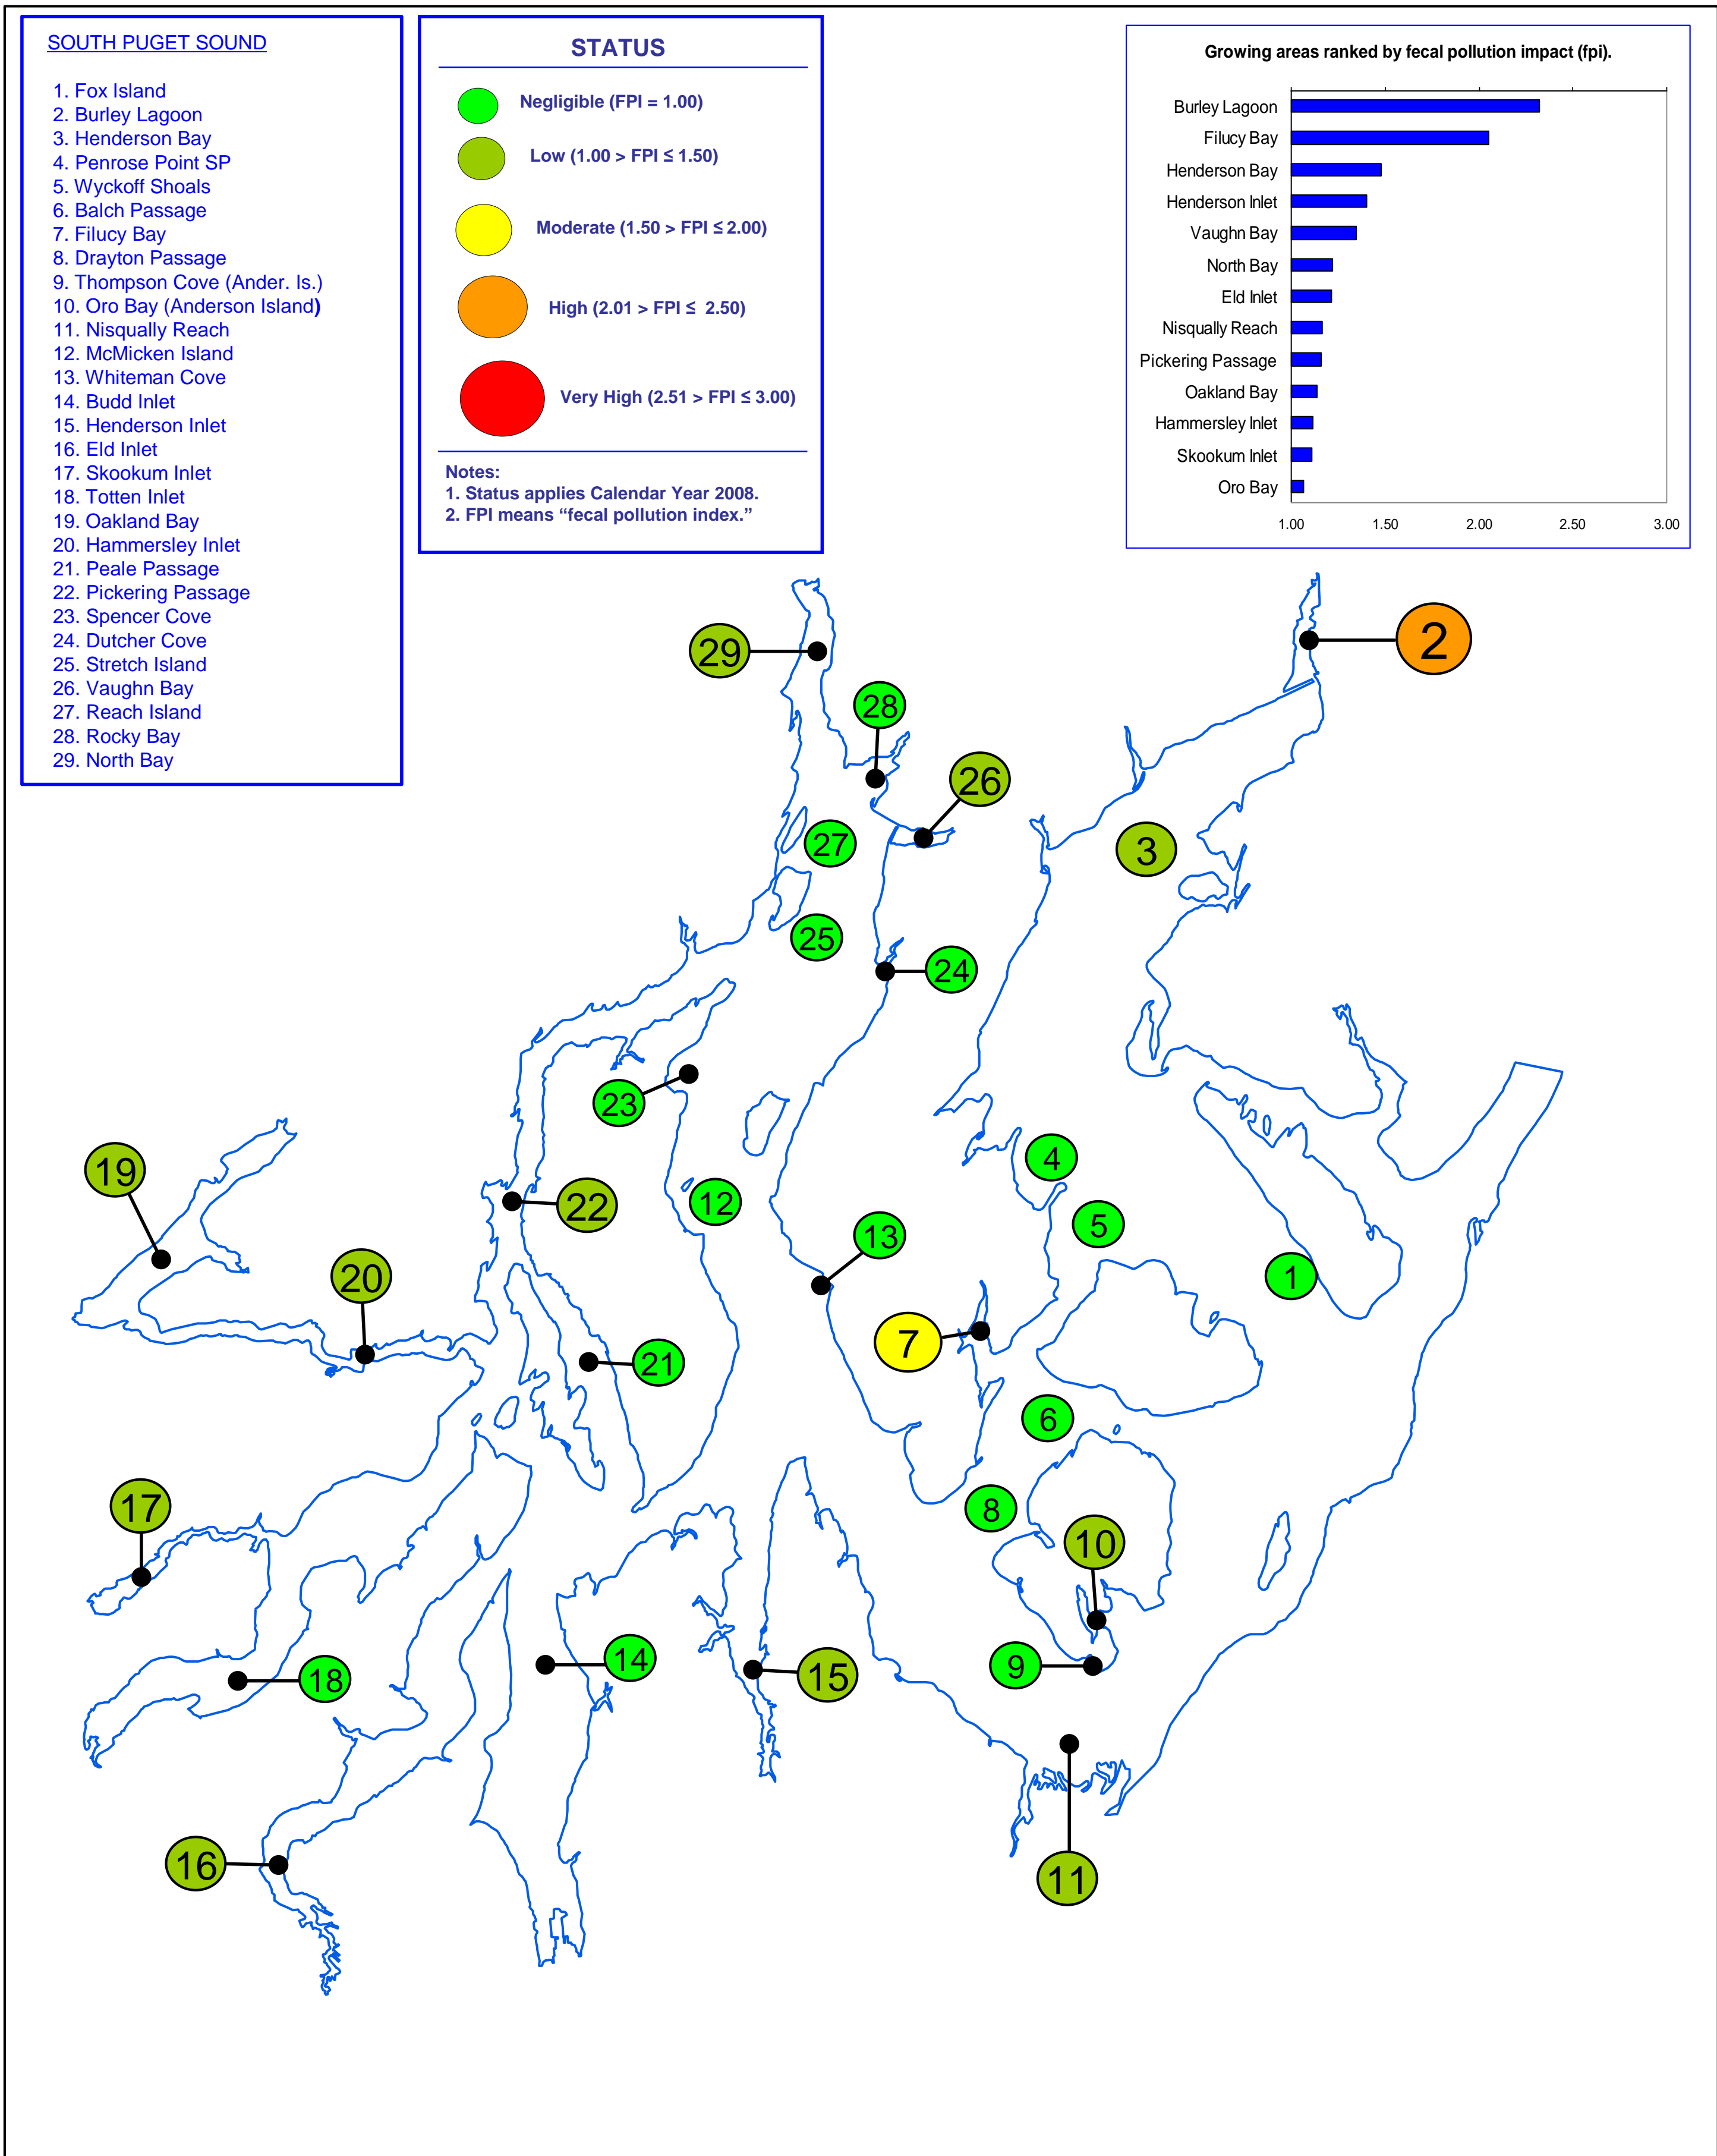 SOUTH PUGET SOUND
1. Fox Island
2. Burley Lagoon
3. Henderson Bay
4. Penrose Point SP
5. Wyckoff Shoals
6. Balch Passage
7. Filucy Bay
8. Drayton Passage
9. Thompson Cove (Ander. Is.)
10. Oro Bay (Anderson Island)
11. Nisqually Reach
12. McMicken Island
13. Whiteman Cove
14. Budd Inlet
15. Henderson Inlet
16. Eld Inlet
17. Skookum Inlet
18. Totten Inlet
19. Oakland Bay
20. Hammersley Inlet
21. Peale Passage
22. Pickering Passage
23. Spencer Cove
24. Dutcher Cove
25. Stretch Island
26. Vaughn Bay
27. Reach Island
28. Rocky Bay
29. North Bay
STATUS
Negligible (FPI = 1.00)
Low (1.00 > FPI ≤ 1.50)
Moderate (1.50 > FPI ≤ 2.00)
High (2.01 > FPI ≤ 2.50)
Very High (2.51 > FPI ≤ 3.00)
Notes:
1. Status applies Calendar Year 2008.
2. FPI means “fecal pollution index.”
Growing areas ranked by fecal pollution impact (fpi).
Burley Lagoon
Filucy Bay
Henderson Bay
Henderson Inlet
Vaughn Bay
North Bay
Eld Inlet
Nisqually Reach
Pickering Passage
Oakland Bay
Hammersley Inlet
Skookum Inlet
Oro Bay
1.00 1.50 2.00 2.50 3.00
2
29
28
26
27
3
25
24
23
4
19
12
22
5
13
1
20
7
21
6
17
8
10
14
9
15
18
16
11